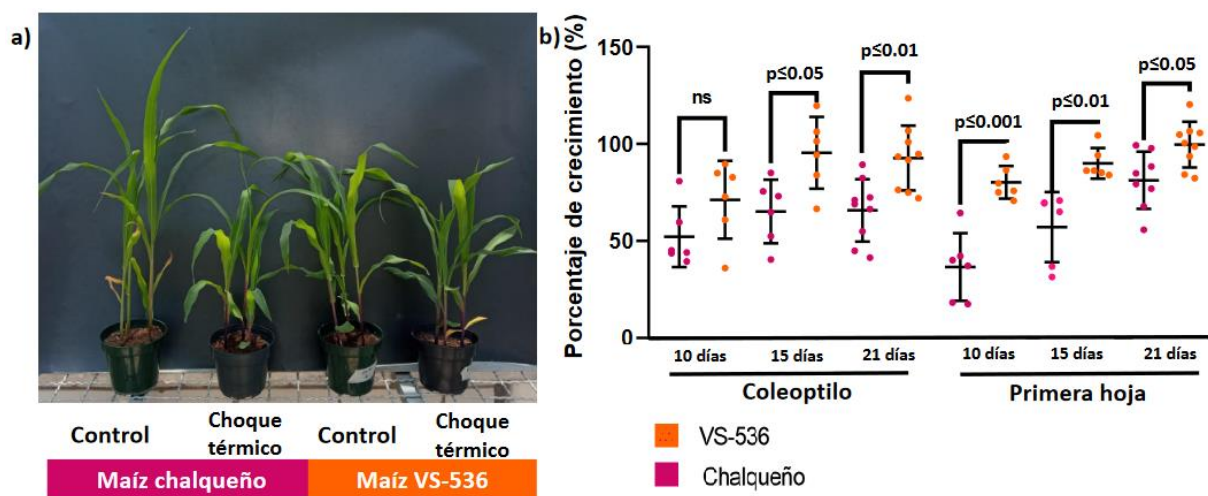 a)
Control
Choque
térmico
Control
Choque
térmico
Maíz chalqueño
Maíz VS-536
b)
Porcentaje de crecimiento (%)
150
100
50
0
ns
p≤0.05
p≤0.01
p≤0.001
p≤0.01
p≤0.05
10 días
15 días
21 días
10 días
15 días
21 días
Coleoptilo
Primera hoja
VS-536
Chalqueño